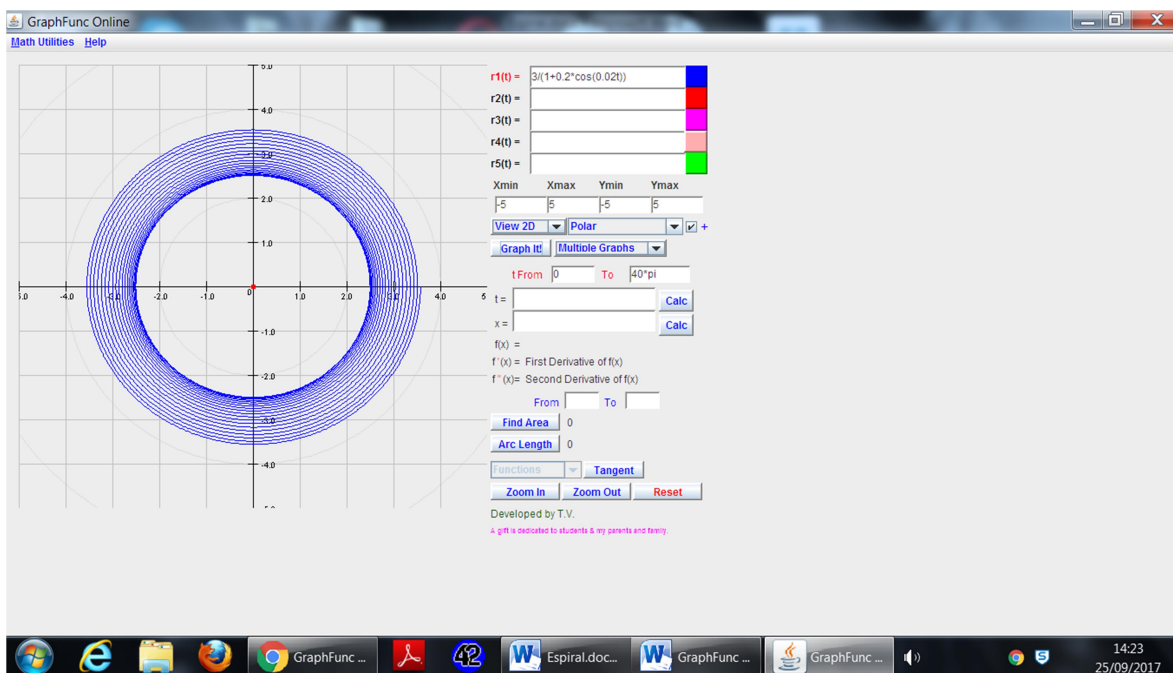 GraphFunc Online
Math Utilities Help
r1(t) = 3/(1+0.2*cos(0.02t))
r2(t) =
r3(t) =
r4(t) =
r5(t) =
Xmin Xmax Ymin Ymax
-5 5 -5 5
View 2D Polar +
Graph It! Multiple Graphs
t From 0 To 40*pi
t = Calc
x = Calc
f(x) =
f'(x) = First Derivative of f(x)
f''(x)= Second Derivative of f(x)
From To
Find Area 0
Arc Length 0
Functions Tangent
Zoom In Zoom Out Reset
Developed by T.V.
A gift is dedicated to students & my parents and family.
4.0
2.0
1.0
5.0 -4.0 -2.0 -1.0 0 1.0 2.0 4.0 5
-1.0
-2.0
-3.0
-4.0
GraphFunc ... 42 Espiral.doc... GraphFunc ... GraphFunc ... 14:23
25/09/2017